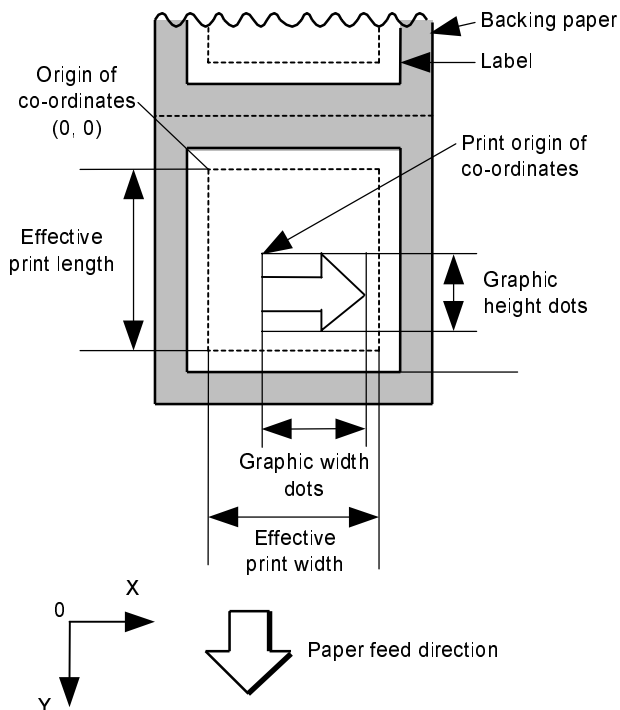 Backing paper
Label
Origin of
co-ordinates
(0, 0)
Print origin of
co-ordinates
Effective
print length
Graphic
height dots
Graphic width
dots
Effective
print width
X
0
Y
Paper feed direction